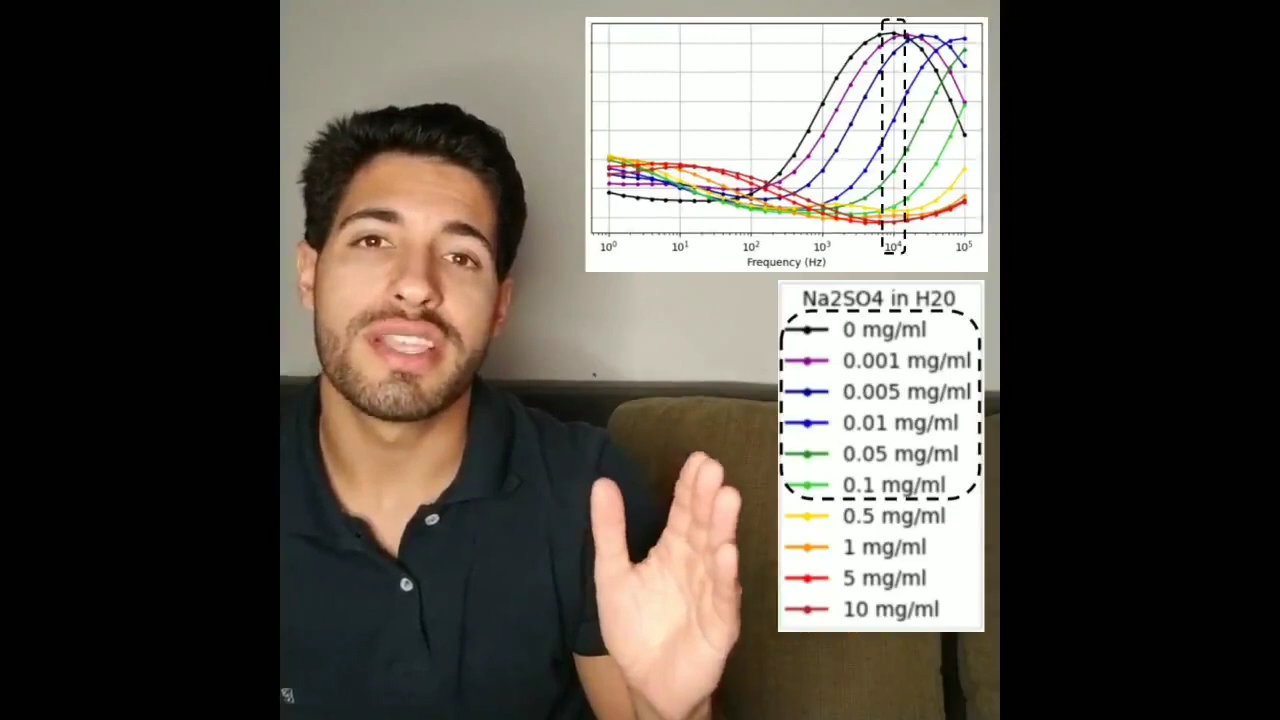 10⁰ 10¹ 10² 10³ 10⁴ 10⁵
Frequency (Hz)
Na2SO4 in H20
0 mg/ml
0.001 mg/ml
0.005 mg/ml
0.01 mg/ml
0.05 mg/ml
0.1 mg/ml
0.5 mg/ml
1 mg/ml
5 mg/ml
10 mg/ml